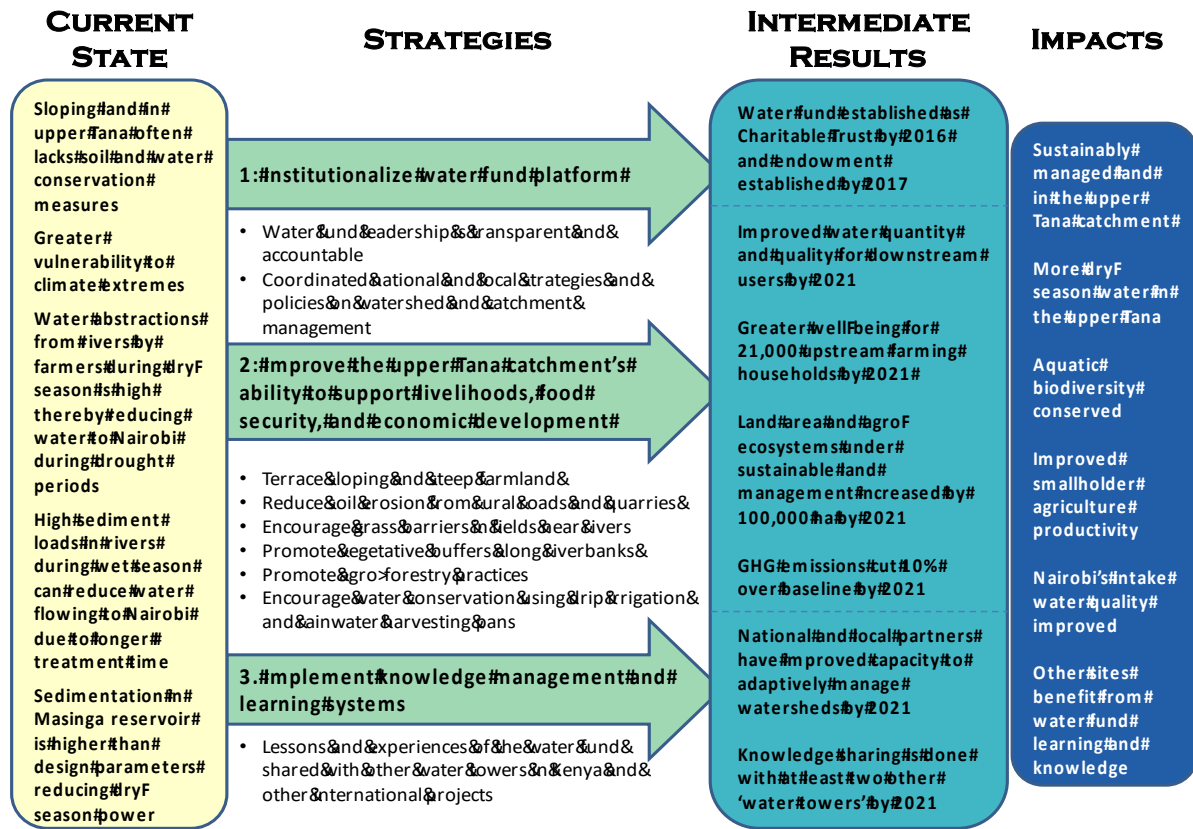 CURRENT
STATE
Sloping#and#in#
upper#Tana#often#
lacks#soil#and#water#
conservation#
measures
Greater#
vulnerability#to#
climate#extremes
Water#abstractions#
from#ivers#by#
farmers#during#dryF
season#is#high#
thereby#reducing#
water#to#Nairobi#
during#drought#
periods
High#sediment#
loads#in#rivers#
during#wet#season#
can#reduce#water#
flowing#to#Nairobi#
due#to#longer#
treatment#time
Sedimentation#in#
Masinga reservoir#
is#higher#than#
design#parameters#
reducing#dryF
season#power
STRATEGIES
1:#Institutionalize#water#fund#platform#
• Water&fund&leadership&is&transparent&and&
accountable
• Coordinated&national&and&local&strategies&and&
policies&on&watershed&and&catchment&
management
2:#Improve#the#upper#Tana#catchment's#
ability#to#support#livelihoods,#food#
security,#and#economic#development#
• Terrace&sloping&and&steep&farmland&
• Reduce&soil&erosion&from&rural&roads&and&quarries&
• Encourage&grass&barriers&in&fields&near&rivers
• Promote&vegetative&buffers&along&riverbanks&
• Promote&agro>forestry&practices
• Encourage&water&conservation&using&drip&irrigation&
and&rainwater&harvesting&pans
3.#Implement#knowledge#management#and#
learning#systems
• Lessons&and&experiences&of&the&water&fund&
shared&with&other&water&towers&in&Kenya&and&
other&international&projects
INTERMEDIATE
RESULTS
Water#fund#established#as#
Charitable#Trust#by#2016#
and#endowment#
established#by#2017
Improved#water#quantity#
and#quality#for#downstream#
users#by#2021
Greater#wellFbeing#for#
21,000#upstream#farming#
households#by#2021#
Land#area#and#agroF
ecosystems#under#
sustainable#land#
management#increased#by#
100,000#ha#by#2021
GHG#emissions#cut#10%#
over#baseline#by#2021
National#and#local#partners#
have#improved#capacity#to#
adaptively#manage#
watersheds#by#2021
Knowledge#sharing#is#done#
with#at#least#two#other#
‘water#towers’#by#2021
IMPACTS
Sustainably#
managed#land#
in#the#upper#
Tana#catchment#
More#dryF
season#water#in#
the#upper#Tana
Aquatic#
biodiversity#
conserved
Improved#
smallholder#
agriculture#
productivity
Nairobi's#intake#
water#quality#
improved
Other#sites#
benefit#from#
water#fund#
learning#and#
knowledge